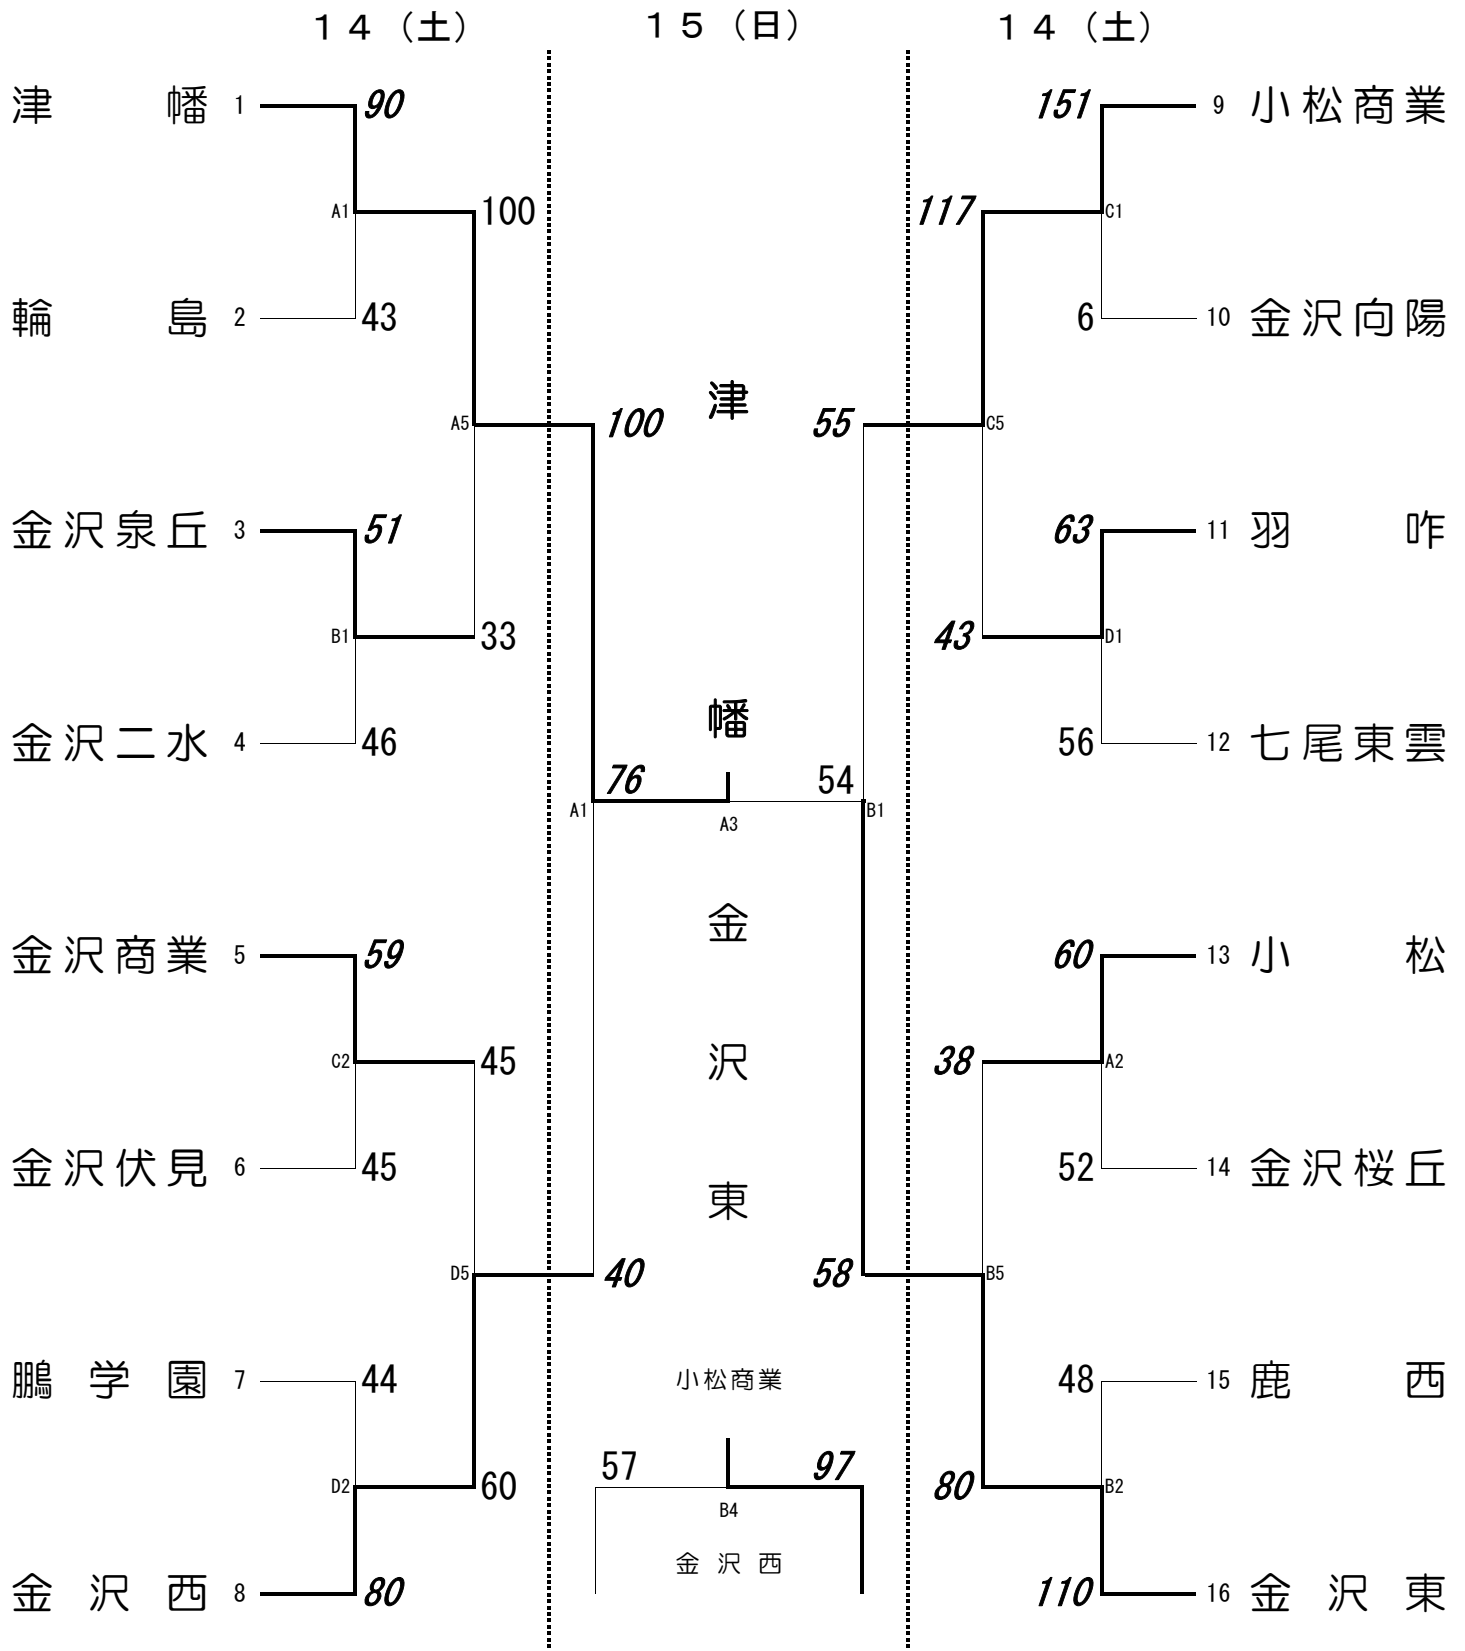 １４（土） １５（日） １４（土）
津幡 1 90 151 9 小松商業
A1 100 117 C1
輪島 2 43 6 10 金沢向陽
津
A5 100 55 C5
金沢泉丘 3 51 63 11 羽咋
B1 33 43 D1
幡
金沢二水 4 46 56 12 七尾東雲
76 54
A1 A3 B1
金
金沢商業 5 59 60 13 小松
C2 45 沢 38 A2
金沢伏見 6 45 52 14 金沢桜丘
東
D5 40 58 B5
鵬学園 7 44 小松商業 48 15 鹿西
57 97
D2 60 80 B2
B4
金沢西
金沢西 8 80 110 16 金沢東